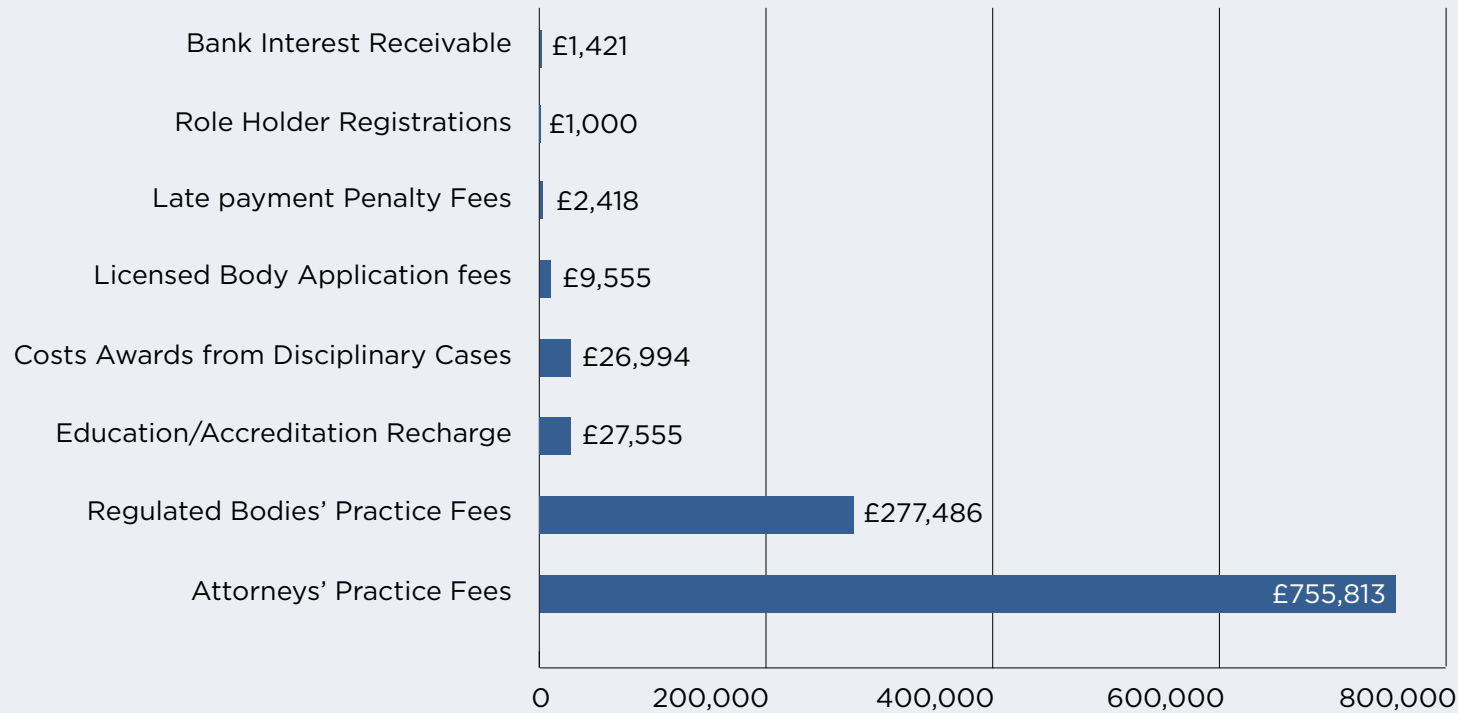 Bank Interest Receivable £1,421
Role Holder Registrations £1,000
Late payment Penalty Fees £2,418
Licensed Body Application fees £9,555
Costs Awards from Disciplinary Cases £26,994
Education/Accreditation Recharge £27,555
Regulated Bodies’ Practice Fees £277,486
Attorneys’ Practice Fees £755,813
0 200,000 400,000 600,000 800,000